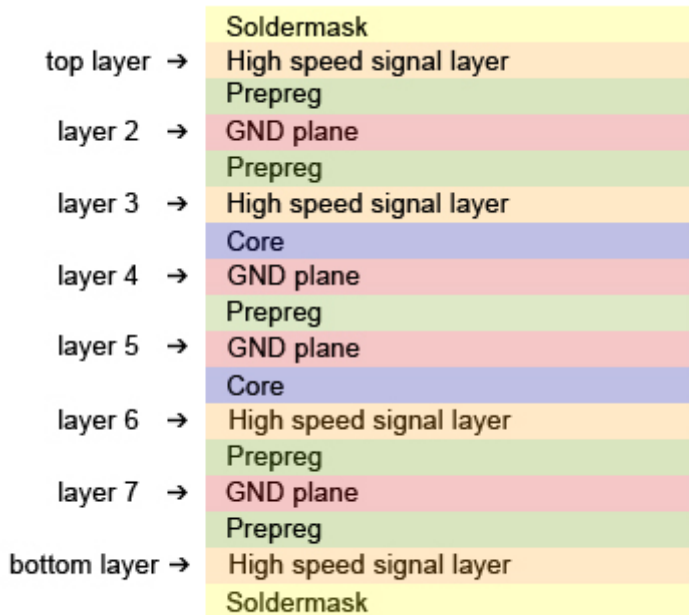 Soldermask
top layer → High speed signal layer
Prepreg
layer 2 → GND plane
Prepreg
layer 3 → High speed signal layer
Core
layer 4 → GND plane
Prepreg
layer 5 → GND plane
Core
layer 6 → High speed signal layer
Prepreg
layer 7 → GND plane
Prepreg
bottom layer → High speed signal layer
Soldermask